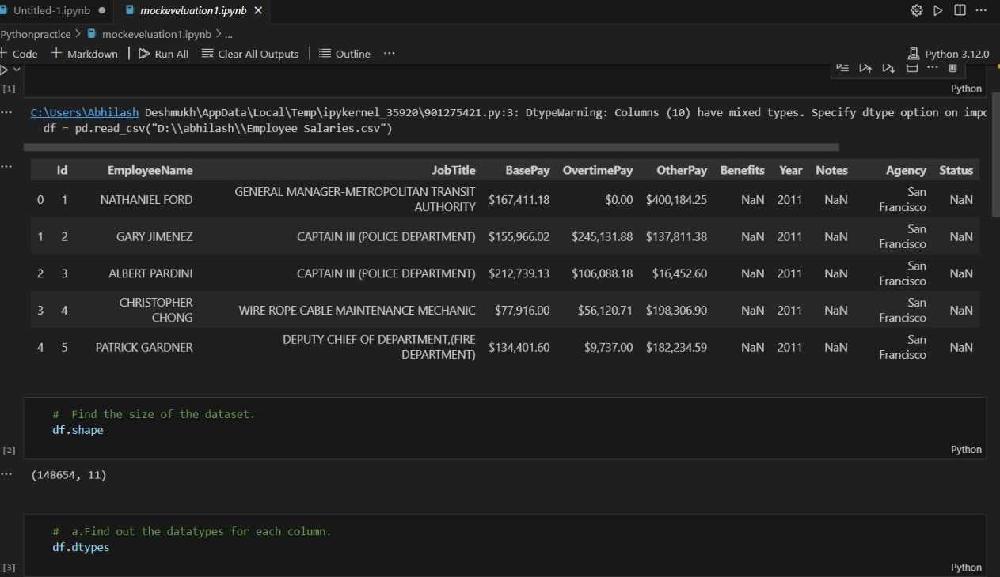 Untitled-1.ipynb ● mockeveluation1.ipynb ×
Pythonpractice > mockeveluation1.ipynb > ...
+ Code + Markdown | Run All Clear All Outputs | Outline ... Python 3.12.0
[1] Python
C:\Users\Abhilash Deshmukh\AppData\Local\Temp\ipykernel_35920\901275421.py:3: DtypeWarning: Columns (10) have mixed types. Specify dtype option on impo
df = pd.read_csv("D:\\abhilash\\Employee Salaries.csv")
Id EmployeeName JobTitle BasePay OvertimePay OtherPay Benefits Year Notes Agency Status
0 1 NATHANIEL FORD GENERAL MANAGER-METROPOLITAN TRANSIT AUTHORITY $167,411.18 $0.00 $400,184.25 NaN 2011 NaN San Francisco NaN
1 2 GARY JIMENEZ CAPTAIN III (POLICE DEPARTMENT) $155,966.02 $245,131.88 $137,811.38 NaN 2011 NaN San Francisco NaN
2 3 ALBERT PARDINI CAPTAIN III (POLICE DEPARTMENT) $212,739.13 $106,088.18 $16,452.60 NaN 2011 NaN San Francisco NaN
3 4 CHRISTOPHER CHONG WIRE ROPE CABLE MAINTENANCE MECHANIC $77,916.00 $56,120.71 $198,306.90 NaN 2011 NaN San Francisco NaN
4 5 PATRICK GARDNER DEPUTY CHIEF OF DEPARTMENT,(FIRE DEPARTMENT) $134,401.60 $9,737.00 $182,234.59 NaN 2011 NaN San Francisco NaN
# Find the size of the dataset.
df.shape
[2] Python
(148654, 11)
# a.Find out the datatypes for each column.
df.dtypes
[3] Python